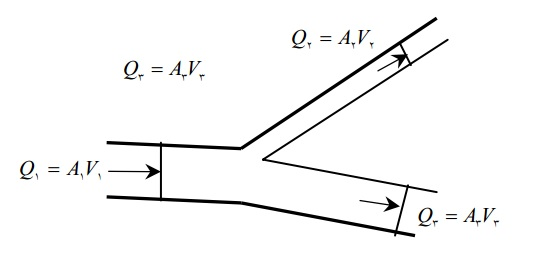 Q۲ = A۲V۲
Q۳ = A۳V۳
Q۱ = A۱V۱
Q۳ = A۳V۳